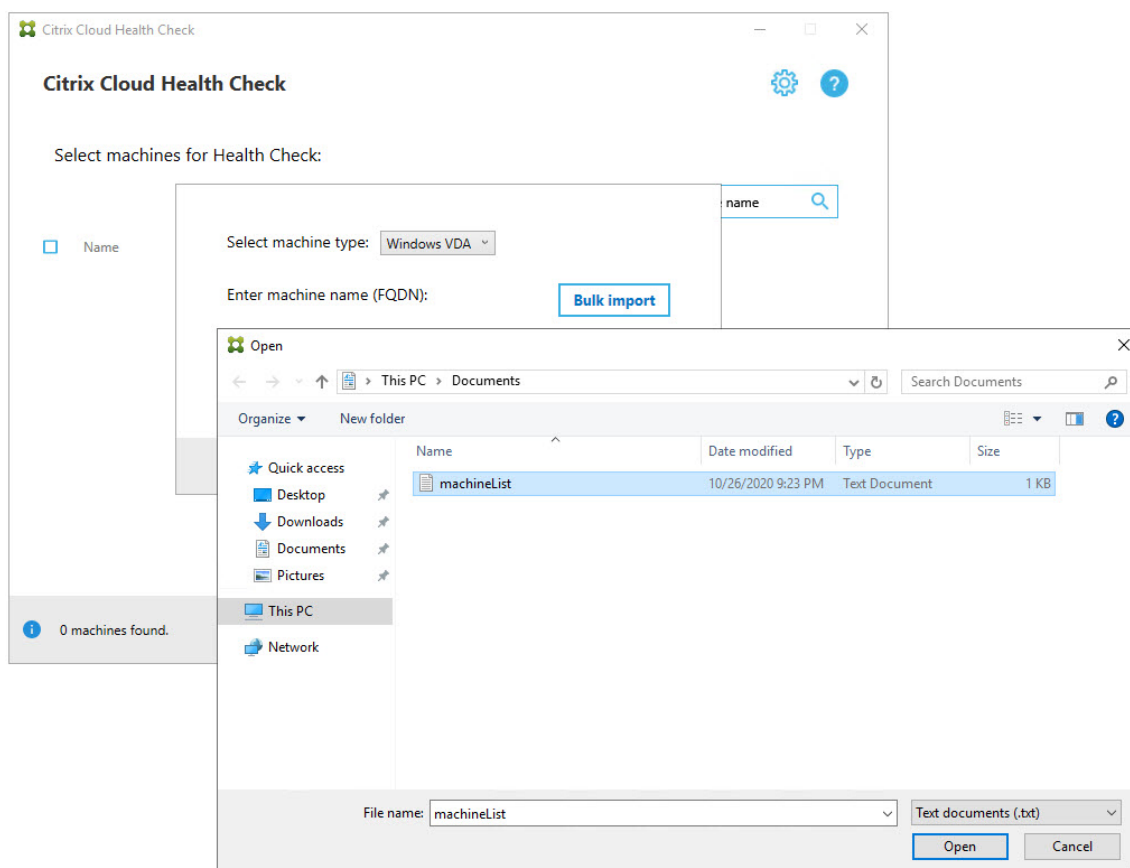 Citrix Cloud Health Check
Citrix Cloud Health Check
Select machines for Health Check:
name
Name
Select machine type: Windows VDA
Enter machine name (FQDN):
Bulk import
0 machines found.
Open
This PC > Documents
Search Documents
Organize
New folder
Name
Date modified
Type
Size
Quick access
Desktop
Downloads
Documents
Pictures
This PC
Network
machineList
10/26/2020 9:23 PM
Text Document
1 KB
File name: machineList
Text documents (.txt)
Open
Cancel